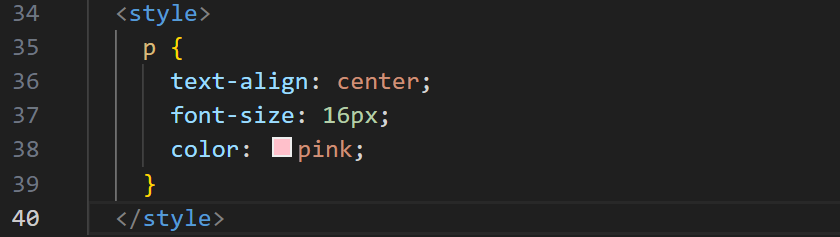 34 <style>
35 p {
36 text-align: center;
37 font-size: 16px;
38 color: pink;
39 }
40 </style>